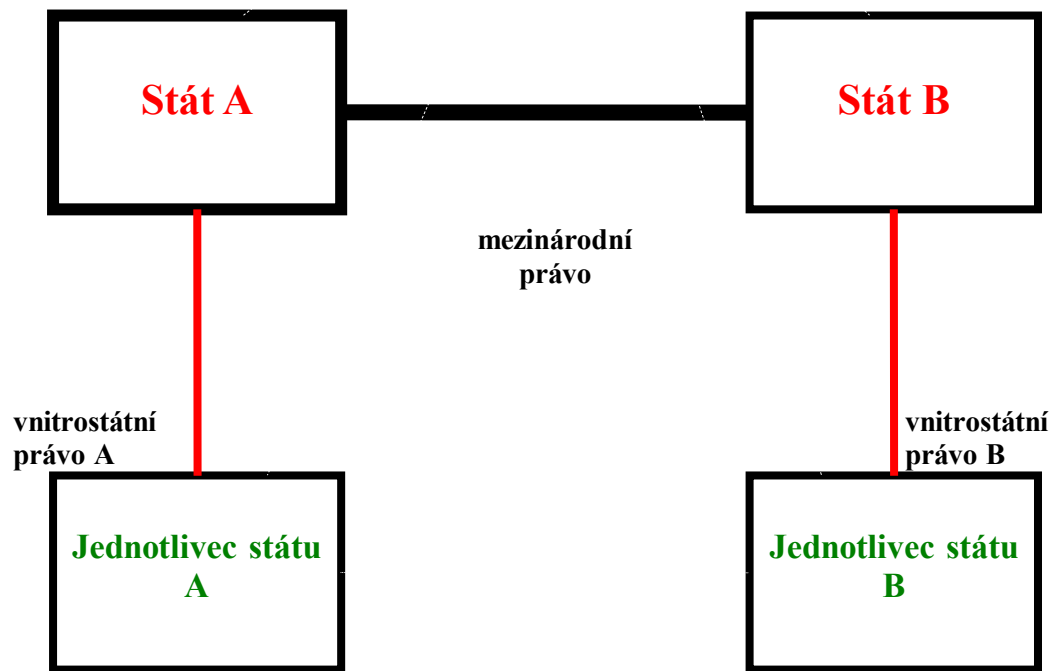 Stát A
Stát B
mezinárodní
právo
vnitrostátní
právo A
vnitrostátní
právo B
Jednotlivec státu
A
Jednotlivec státu
B